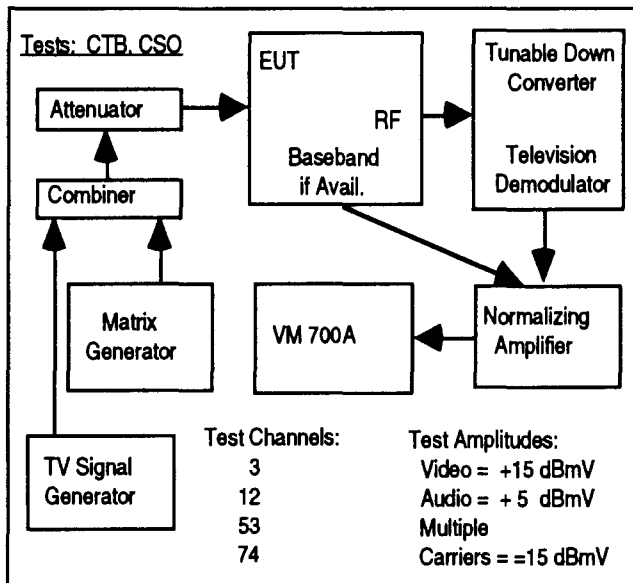 Tests: CTB, CSO
Attenuator
Combiner
EUT
RF
Baseband
if Avail.
Tunable Down
Converter
Television
Demodulator
Matrix
Generator
VM 700A
Normalizing
Amplifier
TV Signal
Generator
Test Channels:
3
12
53
74
Test Amplitudes:
Video = +15 dBmV
Audio = + 5 dBmV
Multiple
Carriers = =15 dBmV